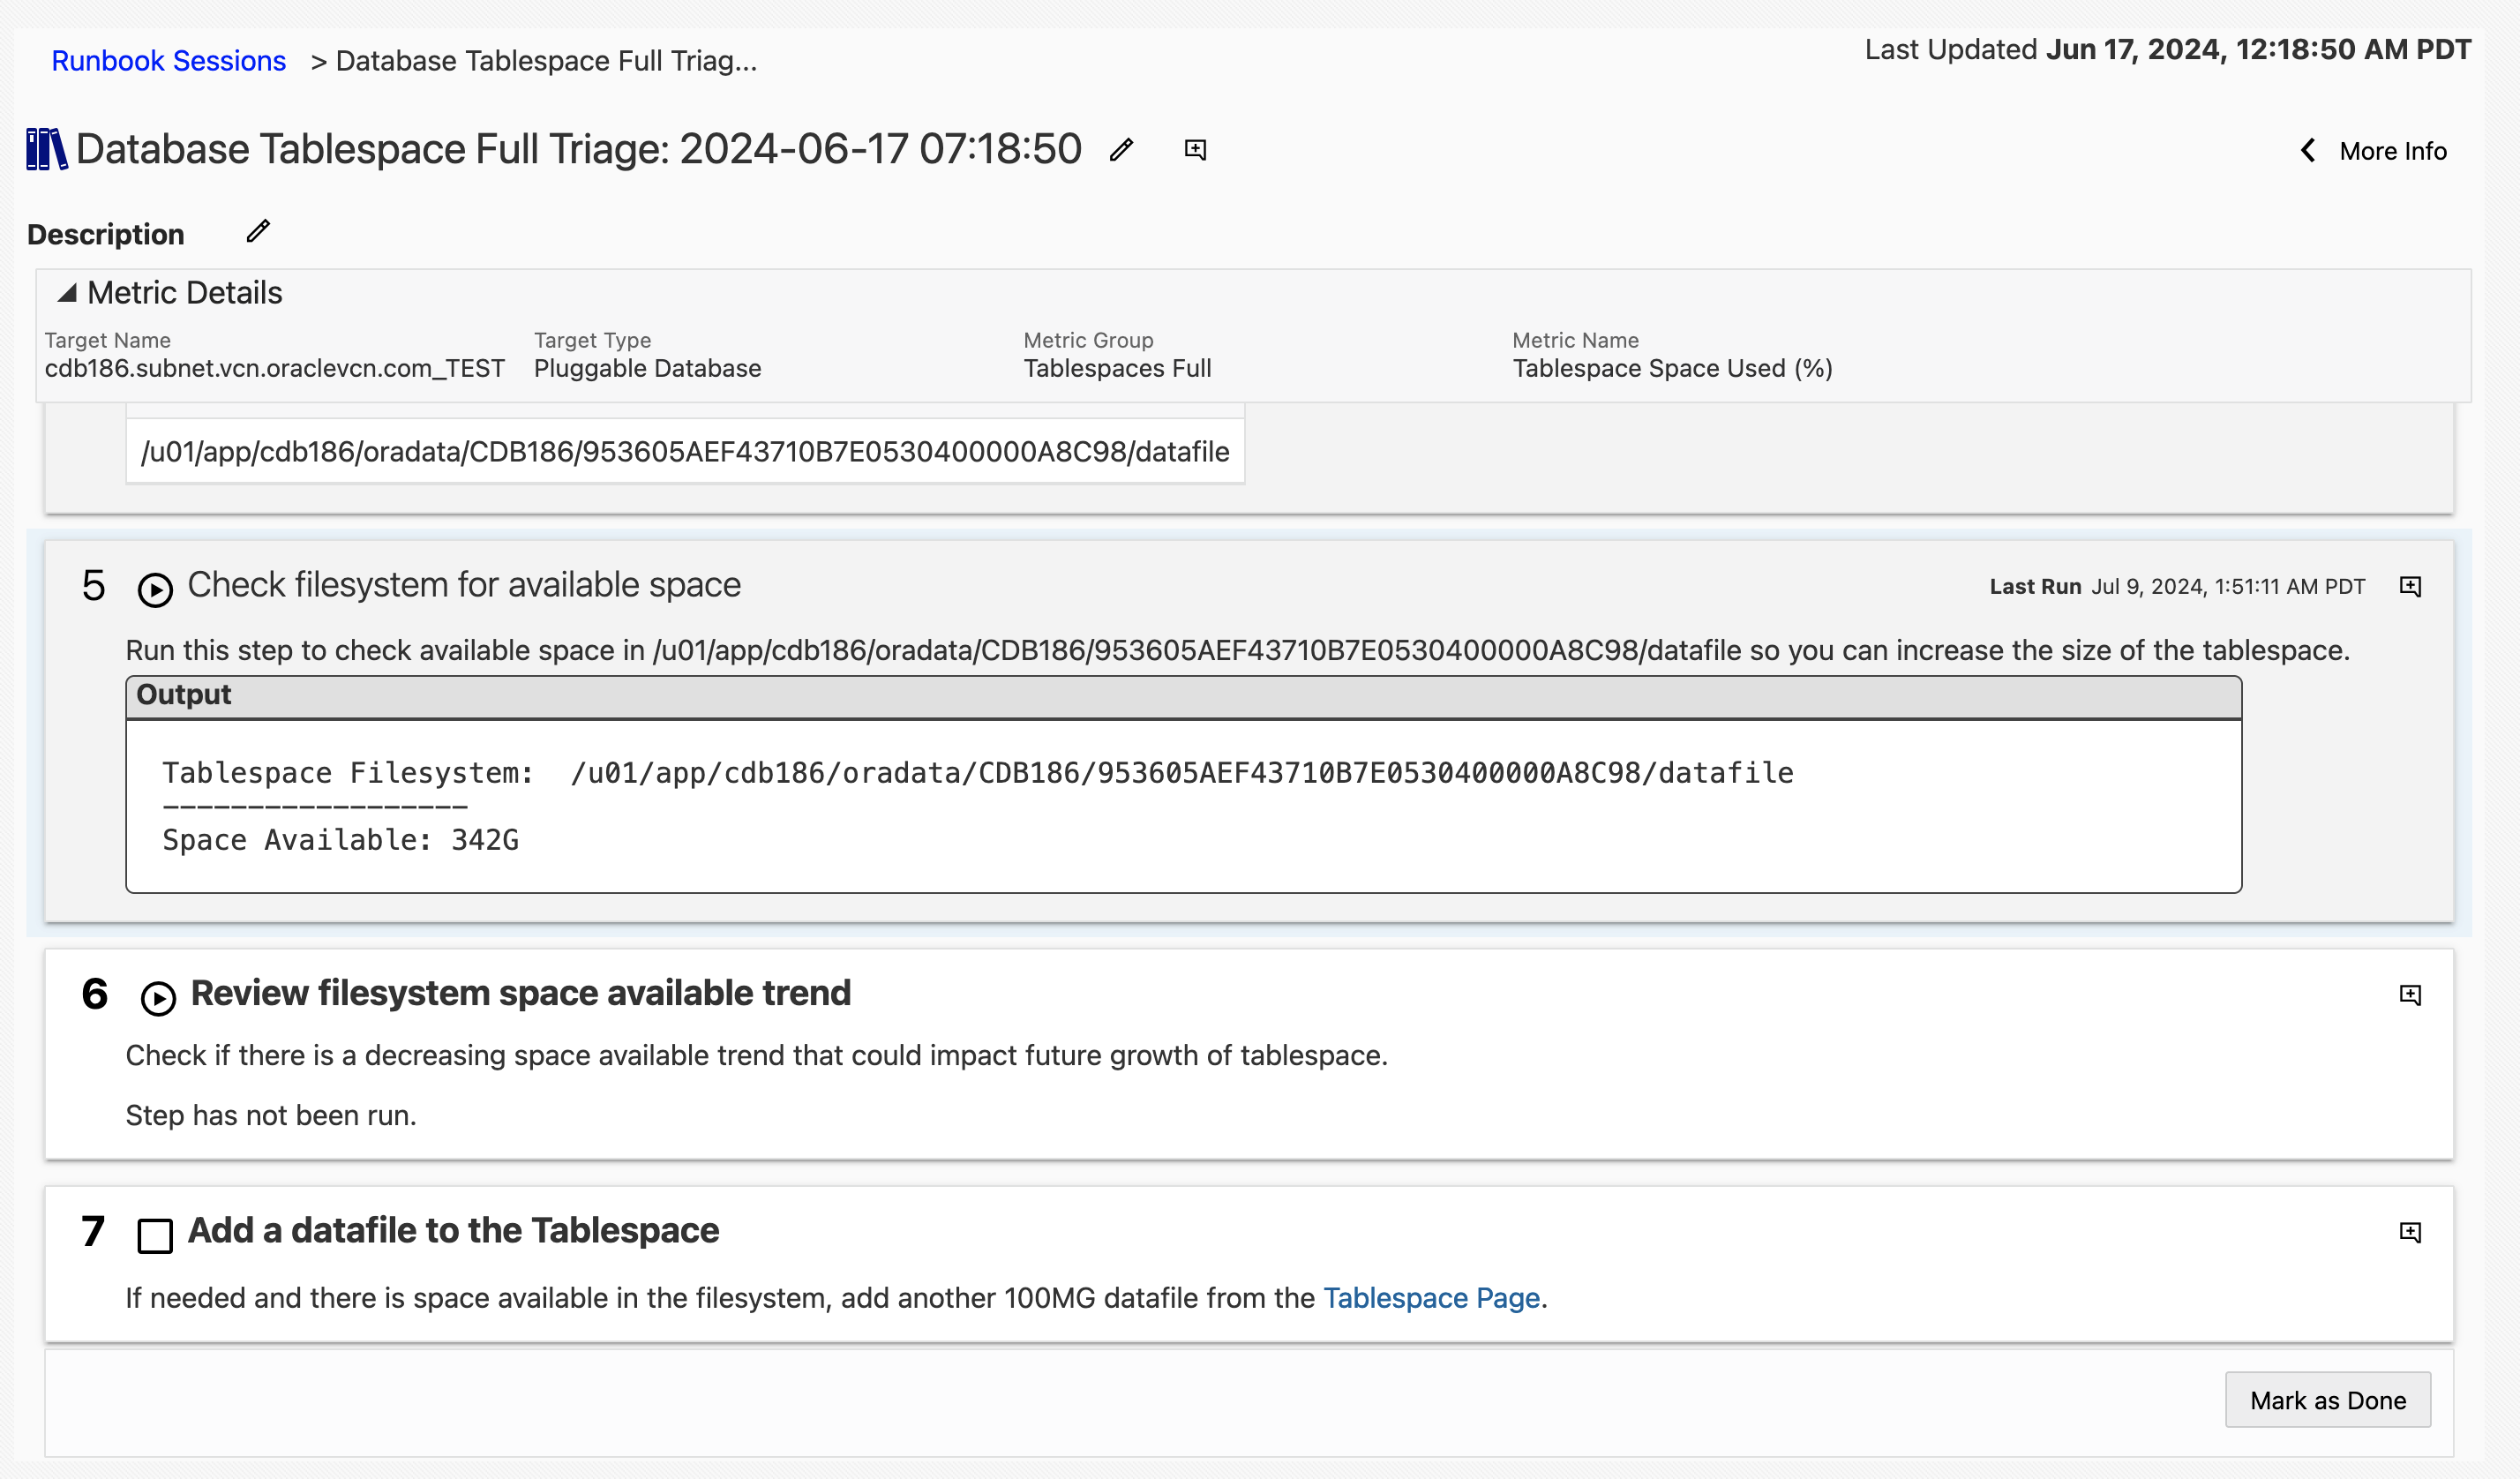 Runbook Sessions > Database Tablespace Full Triag...
Last Updated Jun 17, 2024, 12:18:50 AM PDT
Database Tablespace Full Triage: 2024-06-17 07:18:50
More Info
Description
Metric Details
Target Name Target Type Metric Group Metric Name
cdb186.subnet.vcn.oraclevcn.com_TEST Pluggable Database Tablespaces Full Tablespace Space Used (%)
/u01/app/cdb186/oradata/CDB186/953605AEF43710B7E0530400000A8C98/datafile
5 Check filesystem for available space Last Run Jul 9, 2024, 1:51:11 AM PDT
Run this step to check available space in /u01/app/cdb186/oradata/CDB186/953605AEF43710B7E0530400000A8C98/datafile so you can increase the size of the tablespace.
Output
Tablespace Filesystem: /u01/app/cdb186/oradata/CDB186/953605AEF43710B7E0530400000A8C98/datafile
------------------
Space Available: 342G
6 Review filesystem space available trend
Check if there is a decreasing space available trend that could impact future growth of tablespace.
Step has not been run.
7 Add a datafile to the Tablespace
If needed and there is space available in the filesystem, add another 100MG datafile from the Tablespace Page.
Mark as Done